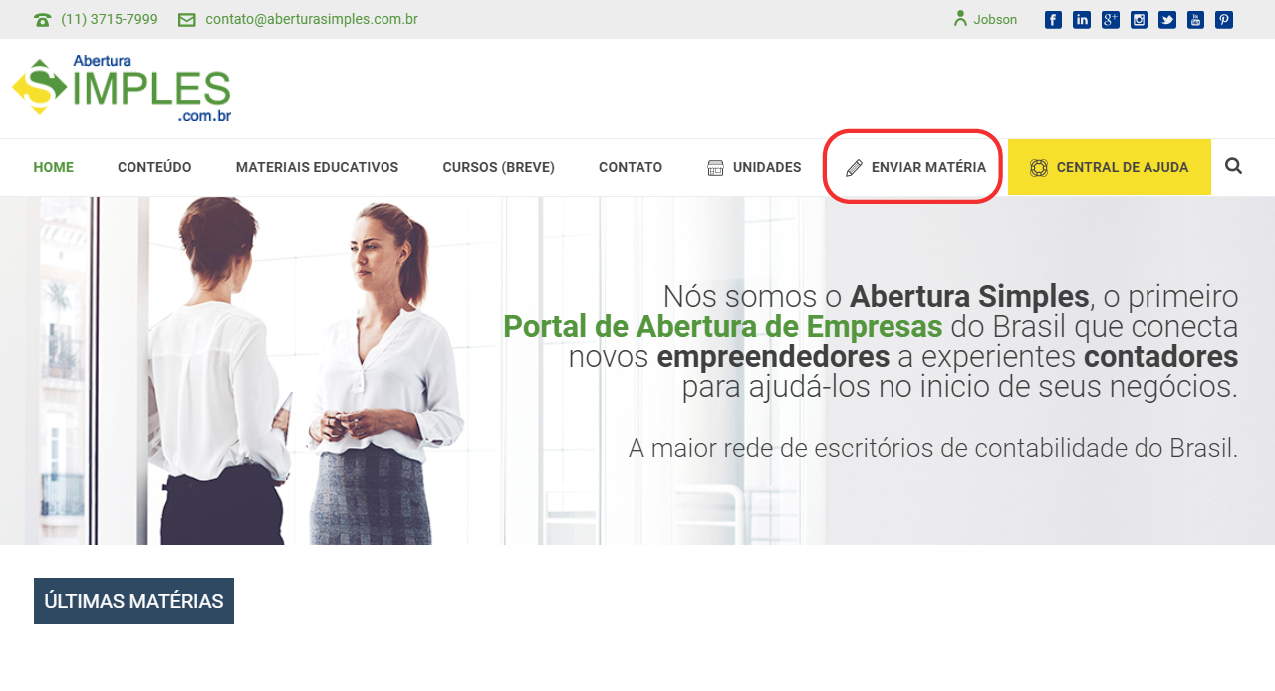 (11) 3715-7999 contato@aberturasimples.com.br Jobson
Abertura
SIMPLES
.com.br
HOME CONTEÚDO MATERIAIS EDUCATIVOS CURSOS (BREVE) CONTATO UNIDADES ENVIAR MATÉRIA CENTRAL DE AJUDA
Nós somos o Abertura Simples, o primeiro
Portal de Abertura de Empresas do Brasil que conecta
novos empreendedores a experientes contadores
para ajudá-los no inicio de seus negócios.
A maior rede de escritórios de contabilidade do Brasil.
ÚLTIMAS MATÉRIAS